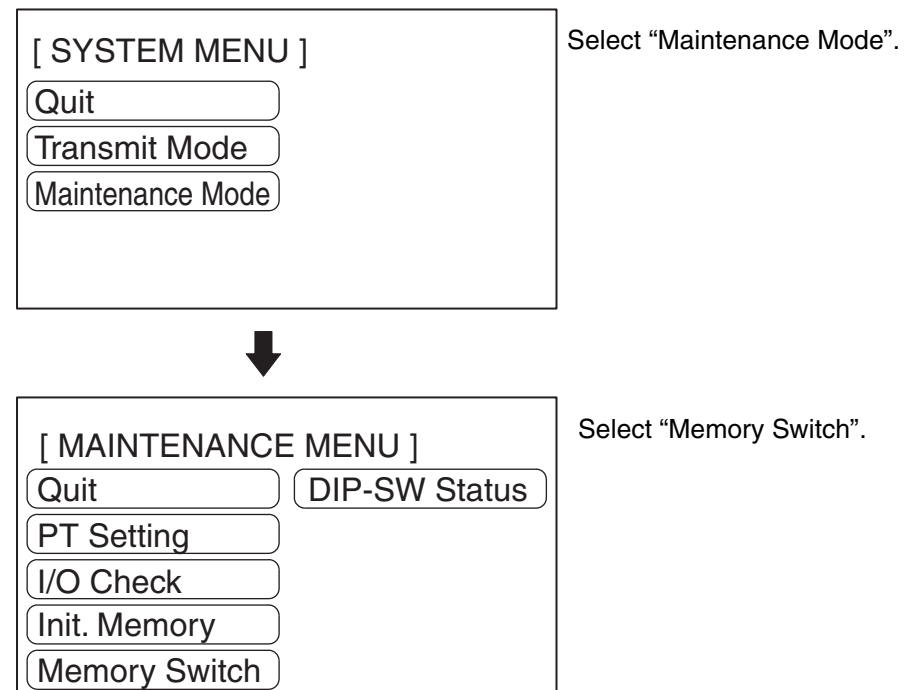 [ SYSTEM MENU ]
Select “Maintenance Mode”.
Quit
Transmit Mode
Maintenance Mode
[ MAINTENANCE MENU ]
Select “Memory Switch”.
Quit
DIP-SW Status
PT Setting
I/O Check
Init. Memory
Memory Switch